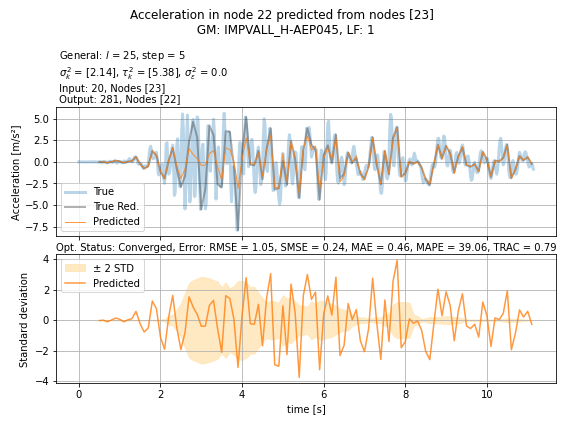 Acceleration in node 22 predicted from nodes [23]
GM: IMPVALL_H-AEP045, LF: 1
General: l = 25, step = 5
σ²ₖ = [2.14], τ²ₖ = [5.38], σ²ₑ = 0.0
Input: 20, Nodes [23]
Output: 281, Nodes [22]
Acceleration [m/s²]
5.0
2.5
0.0
−2.5
−5.0
−7.5
True
True Red.
Predicted
Opt. Status: Converged, Error: RMSE = 1.05, SMSE = 0.24, MAE = 0.46, MAPE = 39.06, TRAC = 0.79
Standard deviation
4
2
0
−2
−4
± 2 STD
Predicted
0 2 4 6 8 10
time [s]